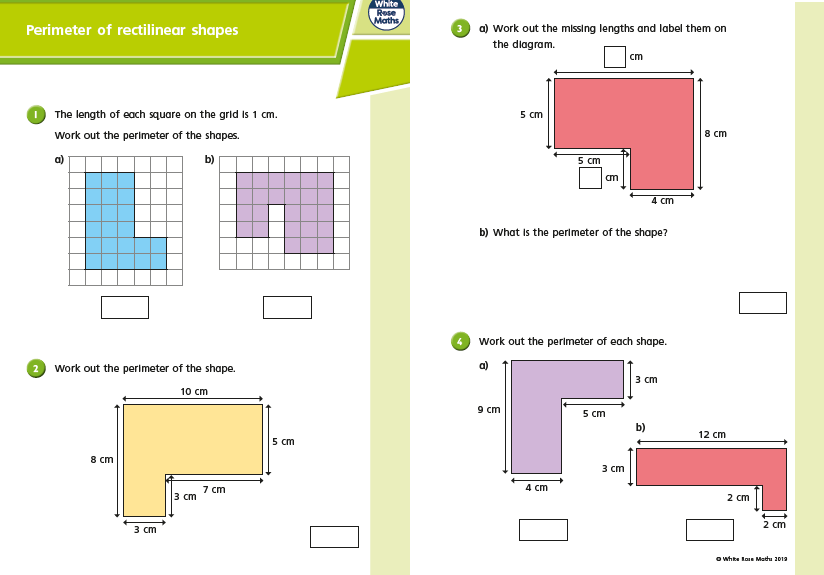 Perimeter of rectilinear shapes
White
Rose
Maths
1
The length of each square on the grid is 1 cm.
Work out the perimeter of the shapes.
a)
b)
2
Work out the perimeter of the shape.
10 cm
8 cm
5 cm
7 cm
3 cm
3 cm
3
a) Work out the missing lengths and label them on
the diagram.
cm
5 cm
8 cm
5 cm
cm
4 cm
b) What is the perimeter of the shape?
4
Work out the perimeter of each shape.
a)
3 cm
9 cm
5 cm
4 cm
b)
12 cm
3 cm
2 cm
2 cm
© White Rose Maths 2019